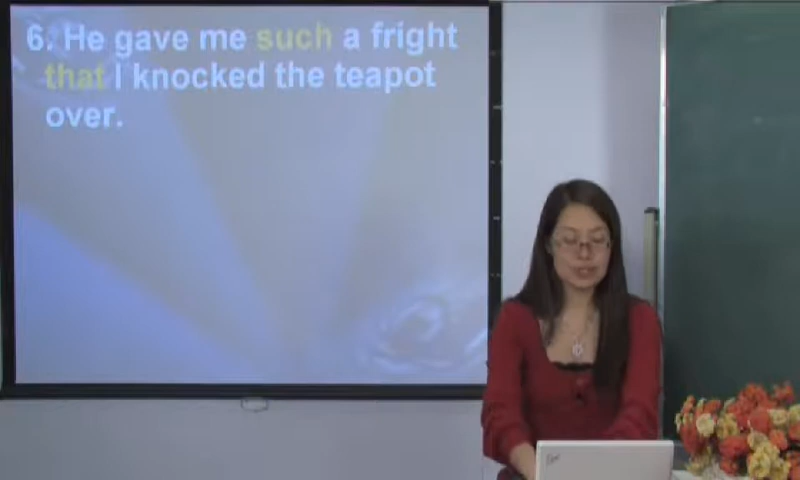 6. He gave me such a fright
that I knocked the teapot
over.